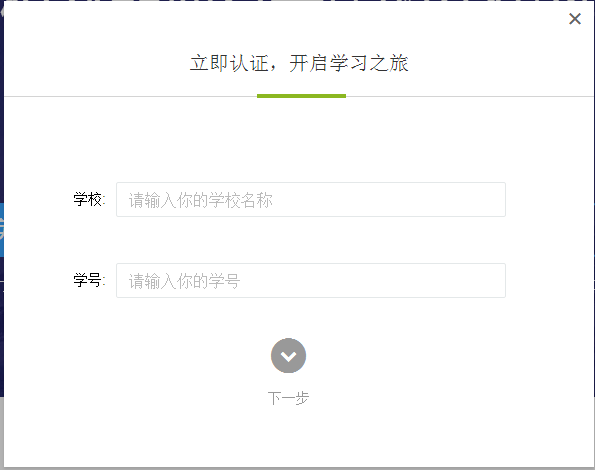 立即认证，开启学习之旅
学校:
请输入你的学校名称
学号:
请输入你的学号
下一步